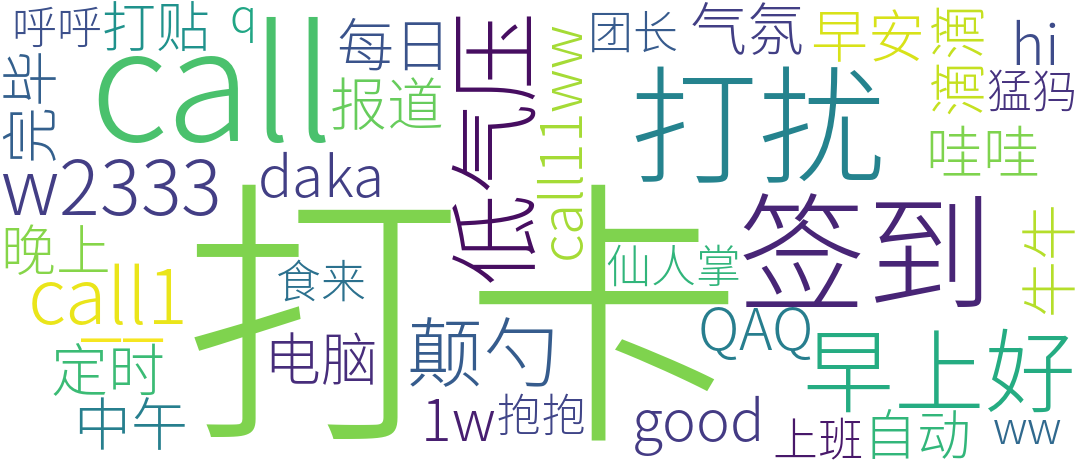 呼呼
打贴
q
每日
低气压
call11ww
团长
气氛
早安
滴滴
hi
完毕
call
报道
打扰
猛犸
哇哇
w2333
daka
打卡
签到
晚上
call1
食来
仙人掌
牛牛
一一
定时
电脑
颠勺
QAQ
早上好
中午
1w
抱抱
good
上班
自动
ww